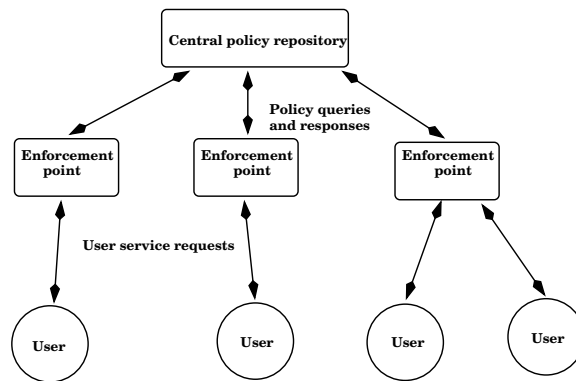 Central policy repository
Policy queries
and responses
Enforcement
point
Enforcement
point
Enforcement
point
User service requests
User
User
User
User